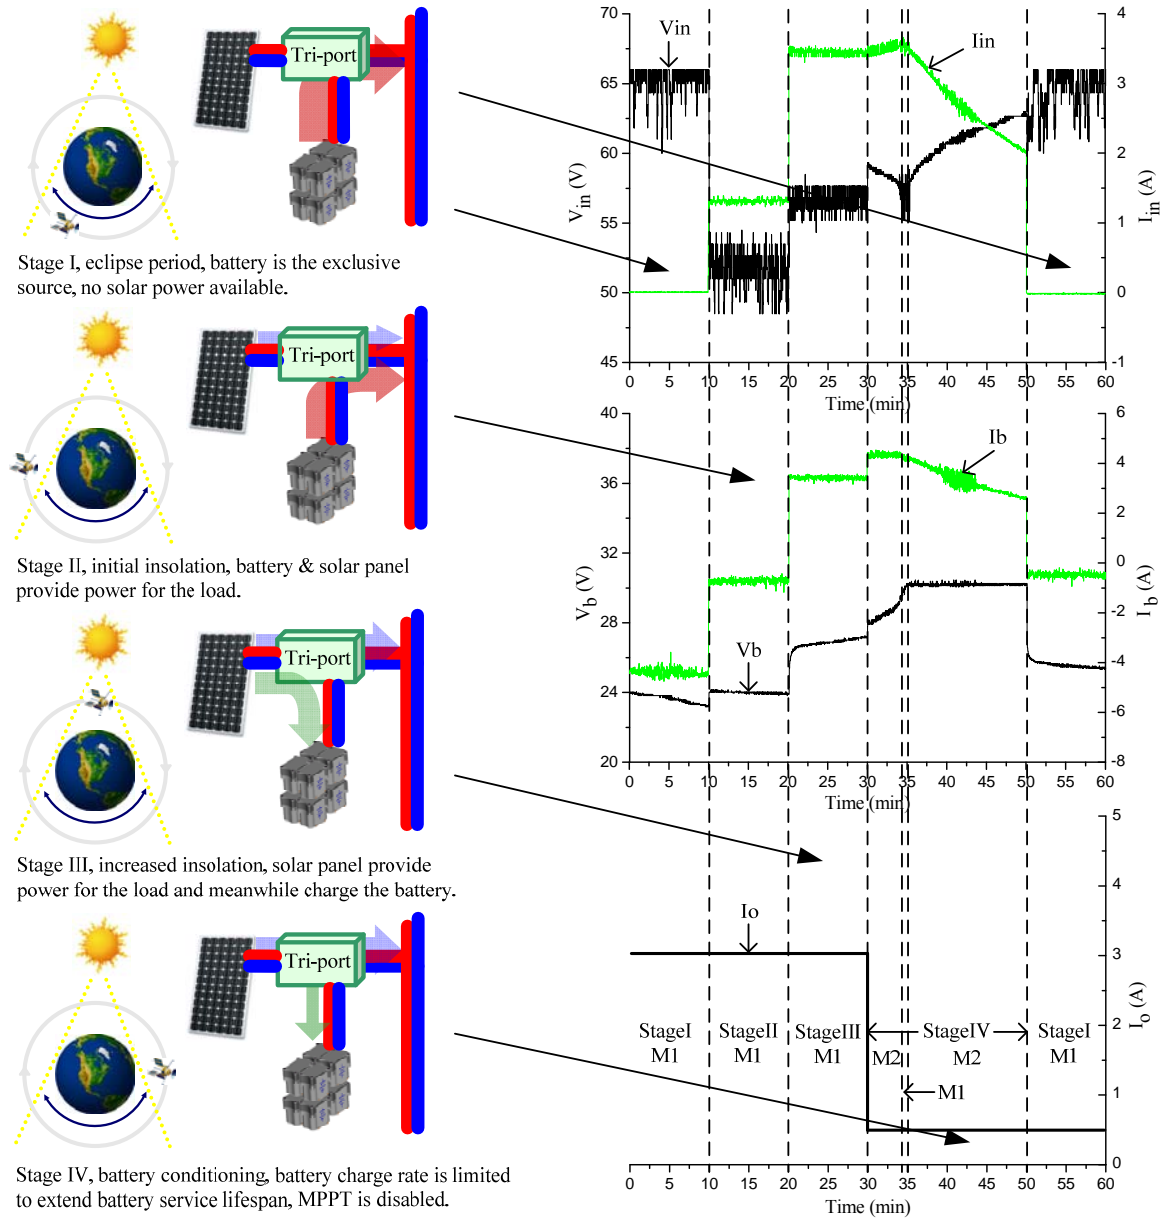 Tri-port
Stage I, eclipse period, battery is the exclusive
source, no solar power available.
Tri-port
Stage II, initial insolation, battery & solar panel
provide power for the load.
Tri-port
Stage III, increased insolation, solar panel provide
power for the load and meanwhile charge the battery.
Tri-port
Stage IV, battery conditioning, battery charge rate is limited
to extend battery service lifespan, MPPT is disabled.
70
65
60
55
50
45
Vin (V)
Vin
Iin
4
3
2
1
0
-1
Iin (A)
0 5 10 15 20 25 30 35 40 45 50 55 60
Time (min)
40
36
32
28
24
20
Vb (V)
Ib
Vb
6
4
2
0
-2
-4
-6
-8
Ib (A)
0 5 10 15 20 25 30 35 40 45 50 55 60
Time (min)
5
4
3
2
1
0
Io (A)
Io
StageI StageII StageIII StageIV StageI
M1 M1 M1 M2 M2 M1
M1
0 5 10 15 20 25 30 35 40 45 50 55 60
Time (min)